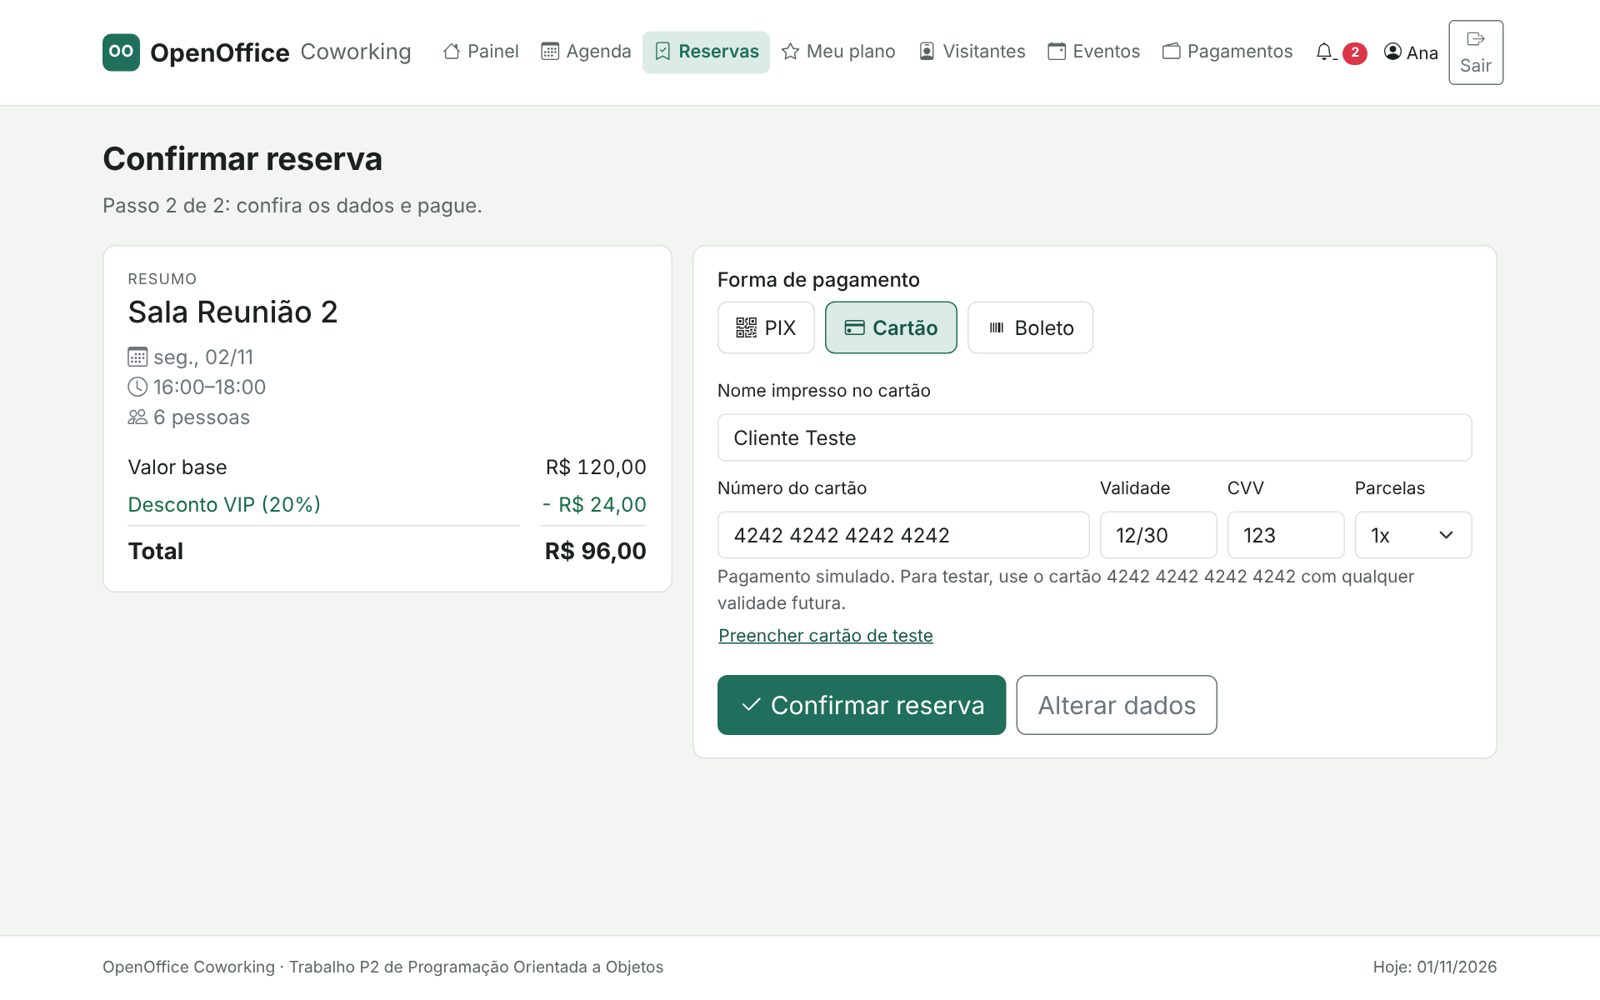 OO OpenOffice Coworking Painel Agenda Reservas Meu plano Visitantes Eventos Pagamentos 2 Ana Sair
Confirmar reserva
Passo 2 de 2: confira os dados e pague.
RESUMO
Sala Reunião 2
seg., 02/11
16:00–18:00
6 pessoas
Valor base R$ 120,00
Desconto VIP (20%) - R$ 24,00
Total R$ 96,00
Forma de pagamento
PIX Cartão Boleto
Nome impresso no cartão
Cliente Teste
Número do cartão Validade CVV Parcelas
4242 4242 4242 4242 12/30 123 1x
Pagamento simulado. Para testar, use o cartão 4242 4242 4242 4242 com qualquer
validade futura.
Preencher cartão de teste
Confirmar reserva Alterar dados
OpenOffice Coworking · Trabalho P2 de Programação Orientada a Objetos Hoje: 01/11/2026